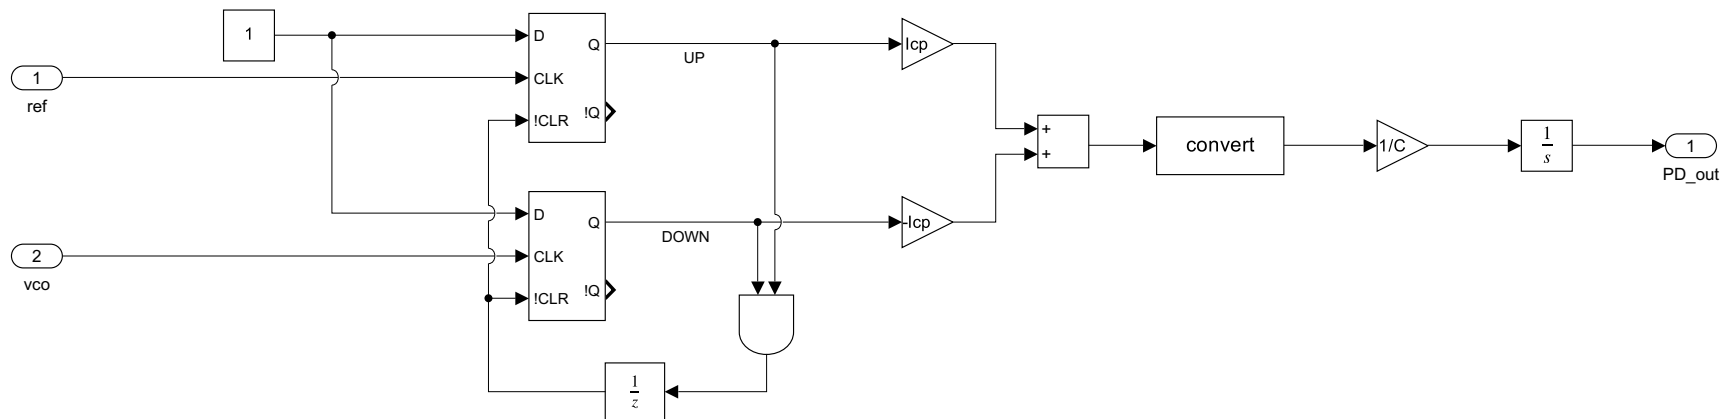 1
D
Q
UP
Icp
1
ref
CLK
!Q
!CLR
+
+
convert
1/C
1
s
1
PD_out
D
Q
DOWN
-Icp
2
vco
CLK
!Q
!CLR
1
z